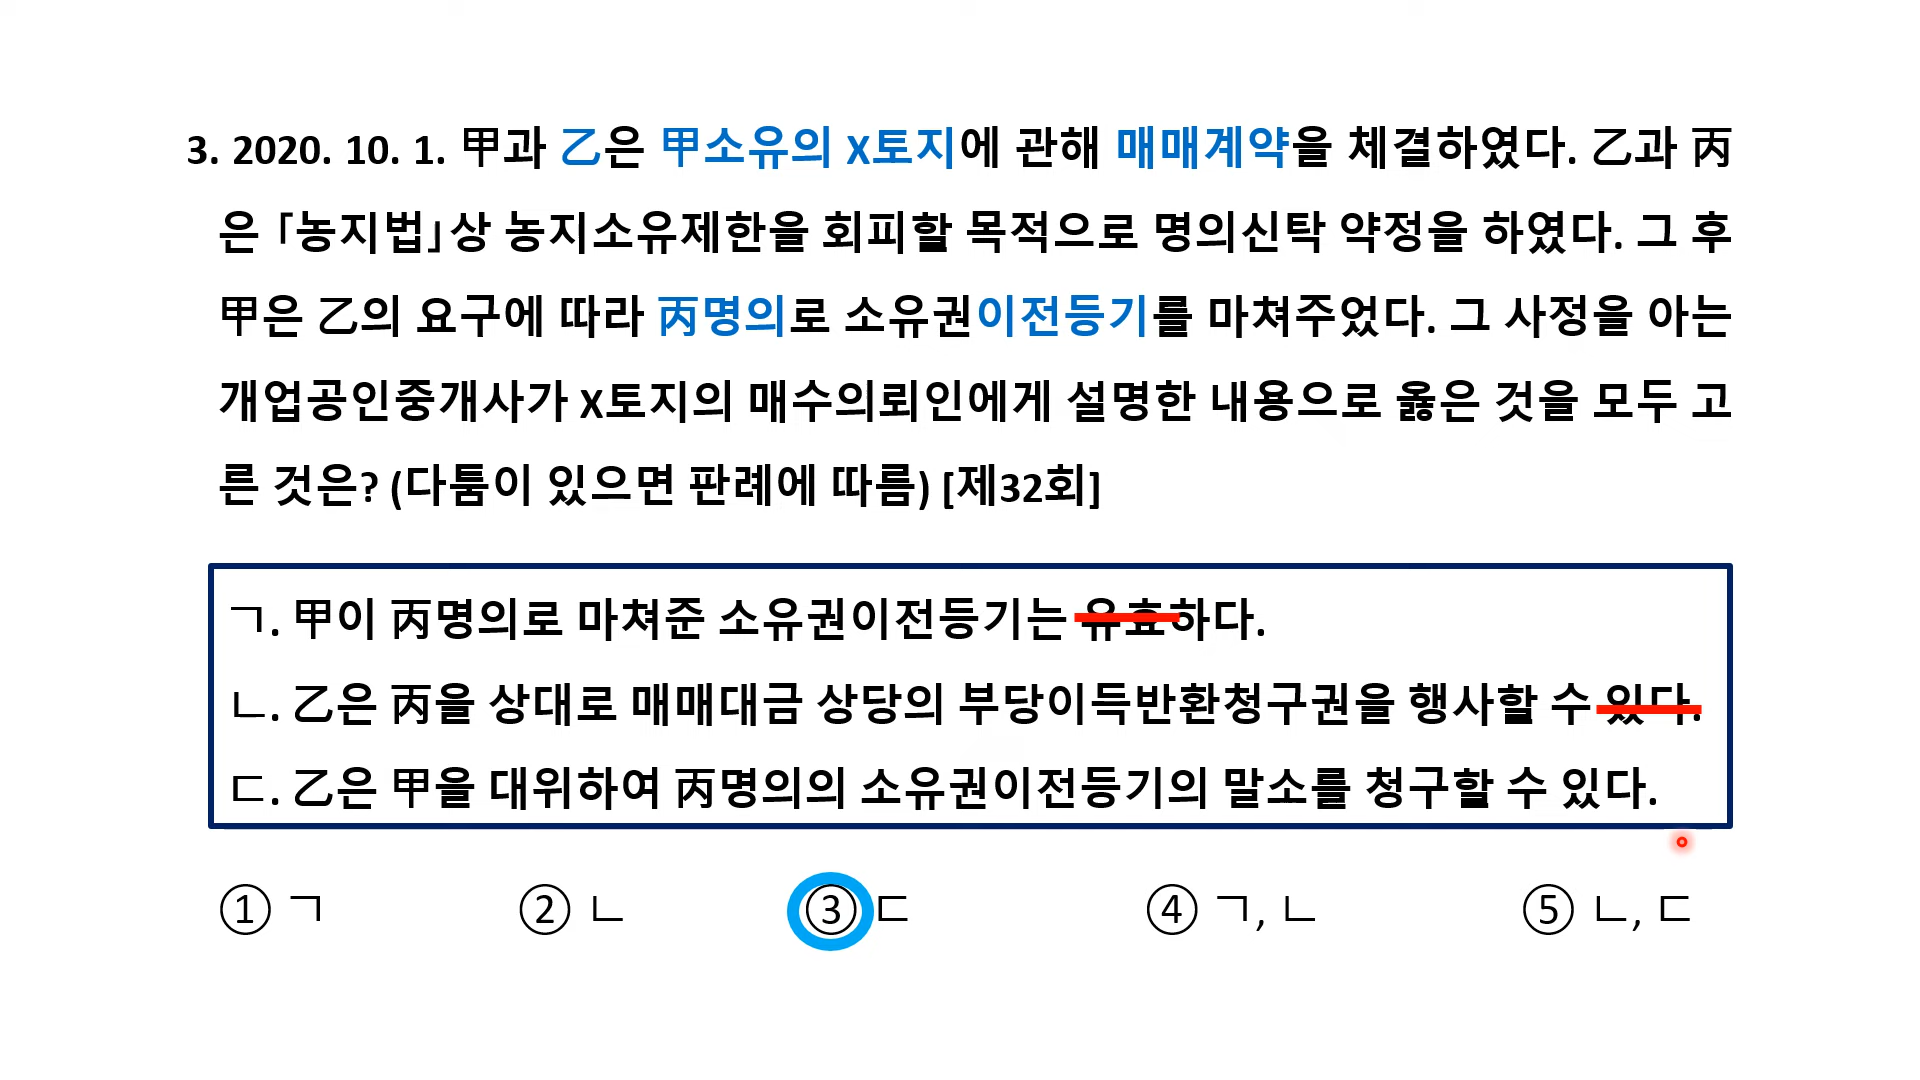 3. 2020. 10. 1. 甲과 乙은 甲소유의 X토지에 관해 매매계약을 체결하였다. 乙과 丙
은 ｢농지법｣상 농지소유제한을 회피할 목적으로 명의신탁 약정을 하였다. 그 후
甲은 乙의 요구에 따라 丙명의로 소유권이전등기를 마쳐주었다. 그 사정을 아는
개업공인중개사가 X토지의 매수의뢰인에게 설명한 내용으로 옳은 것을 모두 고
른 것은? (다툼이 있으면 판례에 따름) [제32회]
ㄱ. 甲이 丙명의로 마쳐준 소유권이전등기는 유효하다.
ㄴ. 乙은 丙을 상대로 매매대금 상당의 부당이득반환청구권을 행사할 수 있다.
ㄷ. 乙은 甲을 대위하여 丙명의의 소유권이전등기의 말소를 청구할 수 있다.
① ㄱ ② ㄴ ③ ㄷ ④ ㄱ, ㄴ ⑤ ㄴ, ㄷ